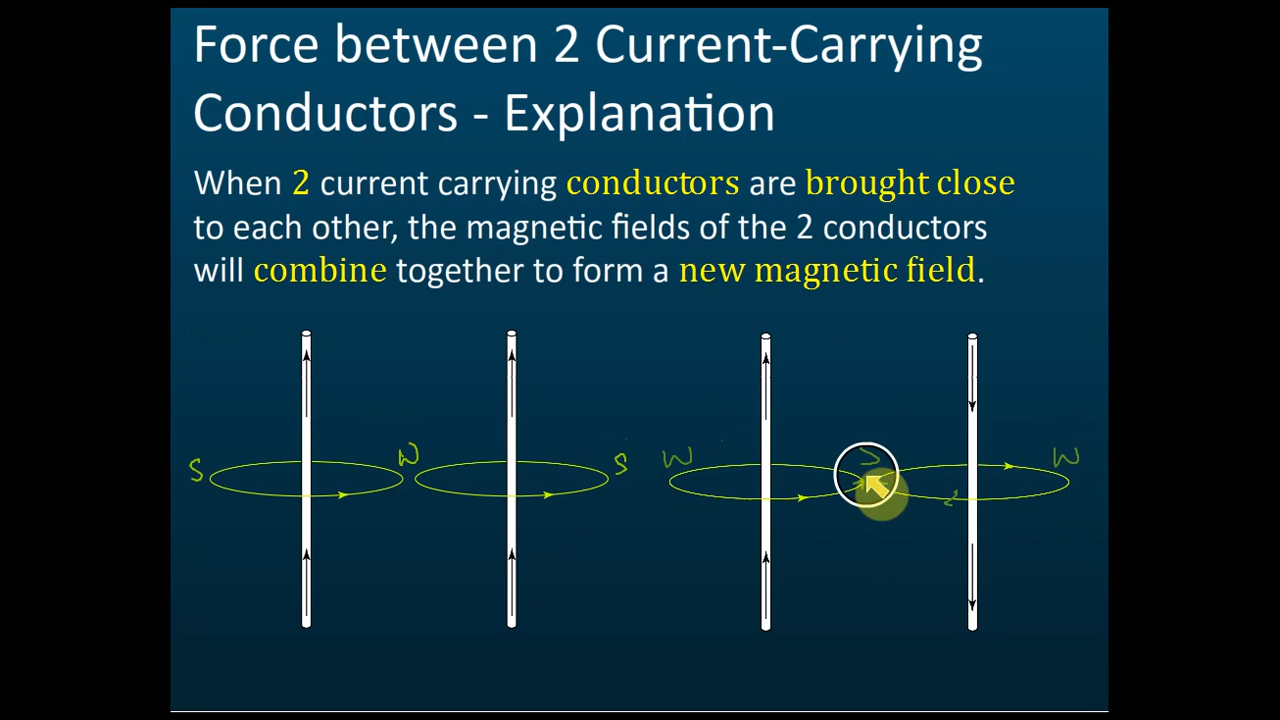 Force between 2 Current-Carrying
Conductors - Explanation
When 2 current carrying conductors are brought close
to each other, the magnetic fields of the 2 conductors
will combine together to form a new magnetic field.
S W S W W